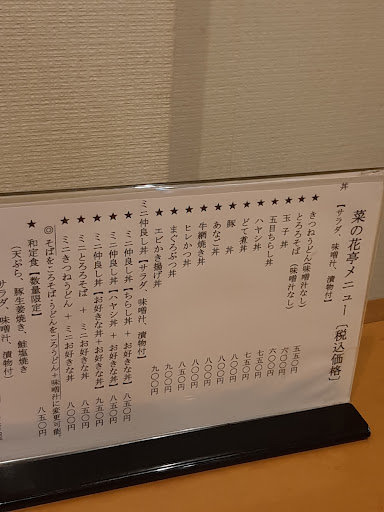 菜の花亭メニュー [税込価格]
丼 【サラダ、味噌汁、漬物付】
★ きつねうどん(味噌汁なし) 五五〇円
★ とろろそば (味噌汁なし) 六〇〇円
★ 玉子丼 六〇〇円
★ 五目ちらし丼 七五〇円
★ ハヤシ丼 七五〇円
★ どて煮丼 八〇〇円
★ 豚 丼 八〇〇円
★ あなご丼 八〇〇円
★ 牛網焼き丼 八〇〇円
★ ヒレかつ丼 八五〇円
★ まぐろぶつ丼 九〇〇円
★ エビかき揚げ丼 九〇〇円
ミニ仲良し丼【サラダ、味噌汁、漬物付】
★ ミニ仲良し丼【ちらし丼+お好きな丼】 八五〇円
★ ミニ仲良し丼【ハヤシ丼+お好きな丼】 九〇〇円
★ ミニ仲良し丼【お好きな丼+お好きな丼】 九五〇円
★ ミニとろろそば + ミニお好きな丼 八五〇円
★ ミニきつねうどん + ミニお好きな丼 八〇〇円
◎そばをころそば・うどんをころうどん+味噌汁に変更可能
★ 和定食【数量限定】 八五〇円
(天ぷら、豚生姜焼き、鮭塩焼き
サラダ、味噌汁、漬物付)